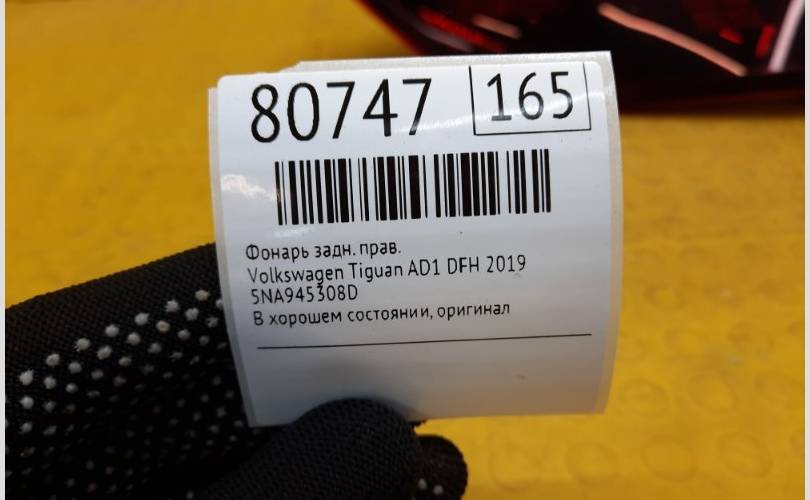 80747 165
Фонарь задн. прав.
Volkswagen Tiguan AD1 DFH 2019
5NA945308D
В хорошем состоянии, оригинал